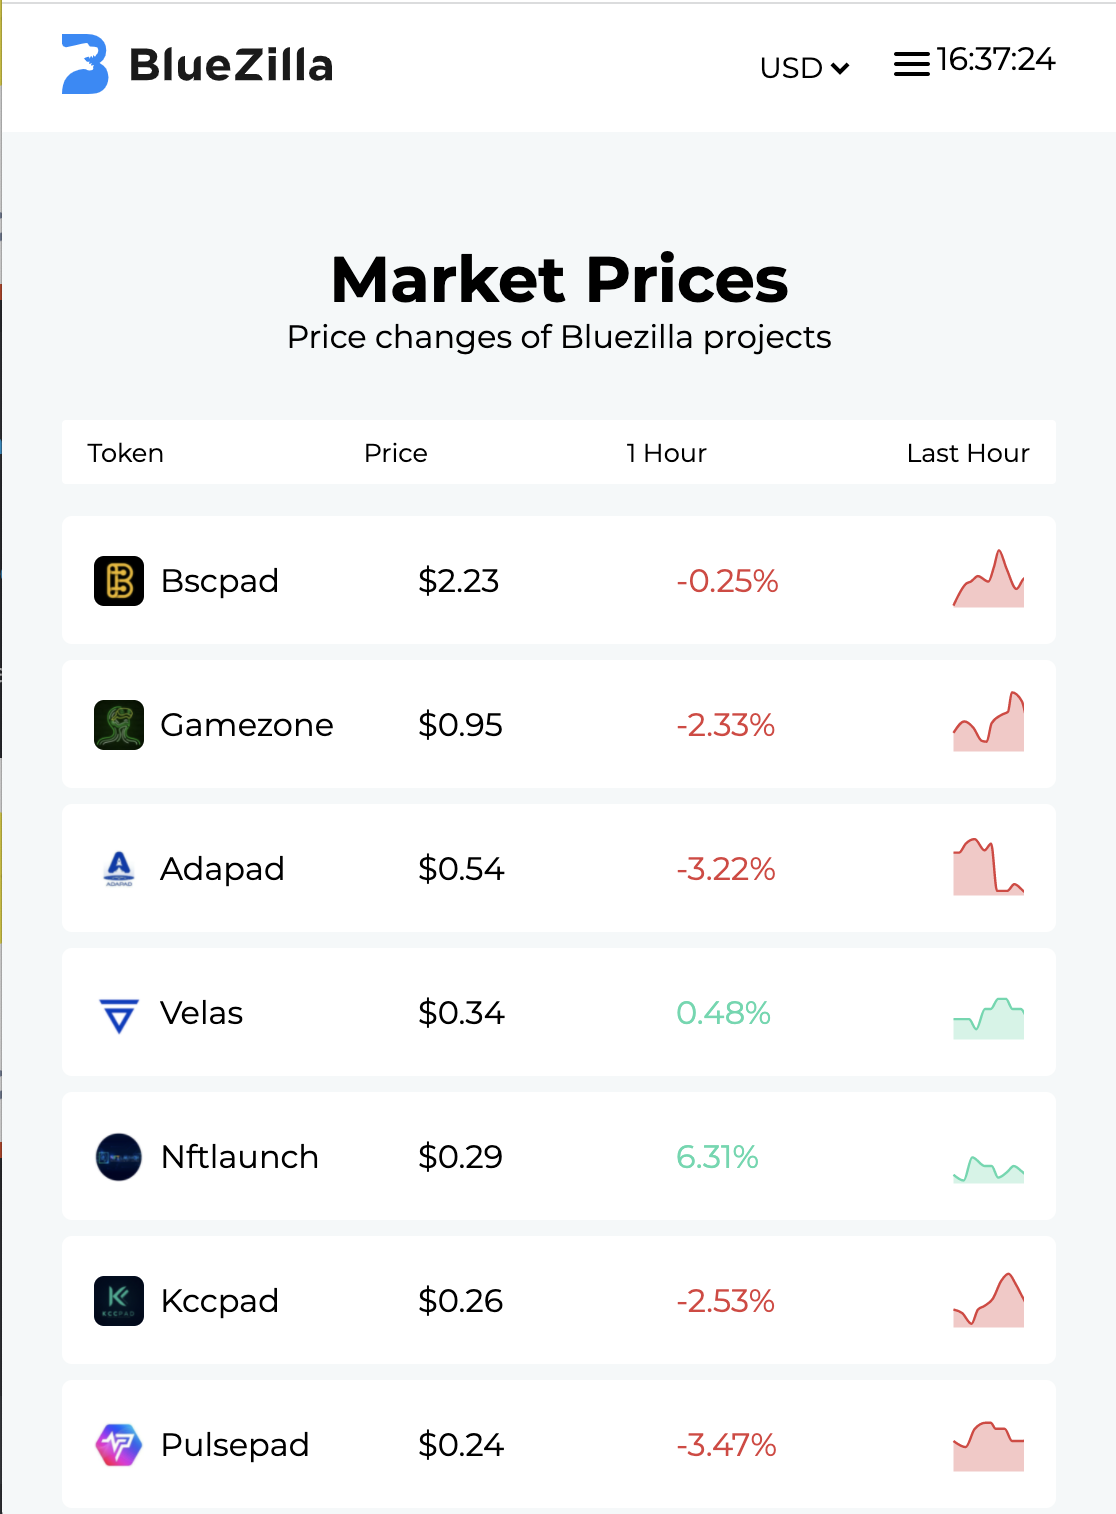 BlueZilla
USD
16:37:24
Market Prices
Price changes of Bluezilla projects
Token Price 1 Hour Last Hour
Bscpad $2.23 -0.25%
Gamezone $0.95 -2.33%
ADAPAD
Adapad $0.54 -3.22%
Velas $0.34 0.48%
Nftlaunch $0.29 6.31%
KCCPAD
Kccpad $0.26 -2.53%
Pulsepad $0.24 -3.47%